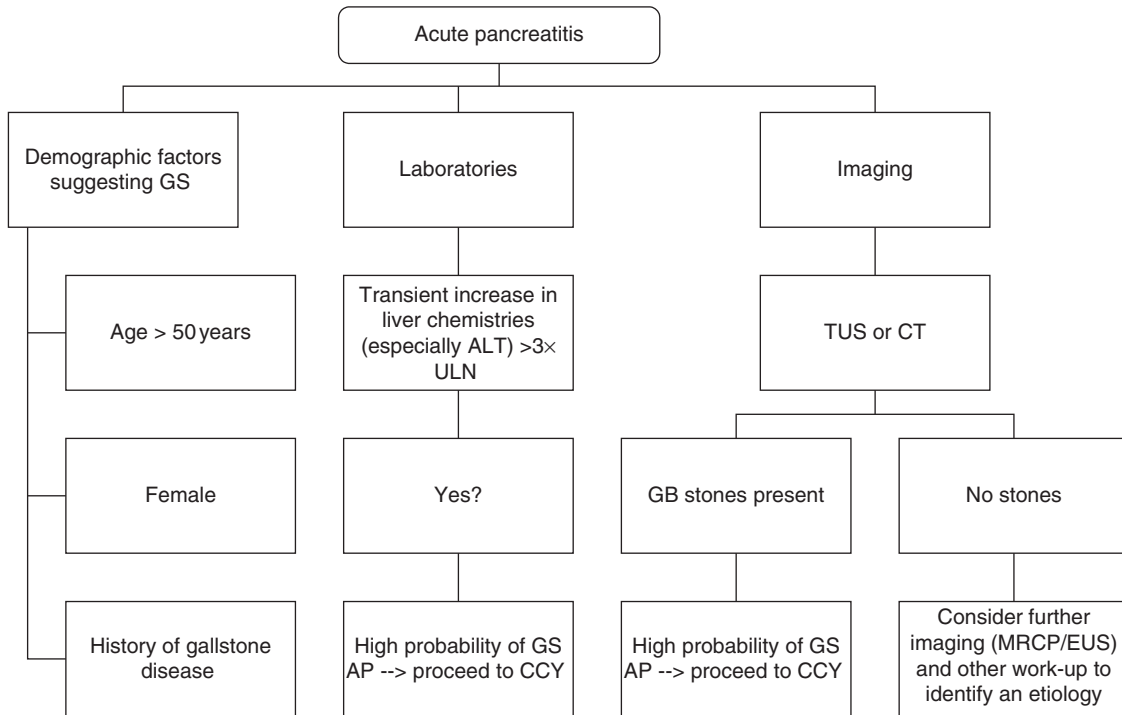 Acute pancreatitis
Demographic factors
suggesting GS
Laboratories
Imaging
Age > 50 years
Transient increase in
liver chemistries
(especially ALT) >3×
ULN
TUS or CT
Female
Yes?
GB stones present
No stones
History of gallstone
disease
High probability of GS
AP --> proceed to CCY
High probability of GS
AP --> proceed to CCY
Consider further
imaging (MRCP/EUS)
and other work-up to
identify an etiology